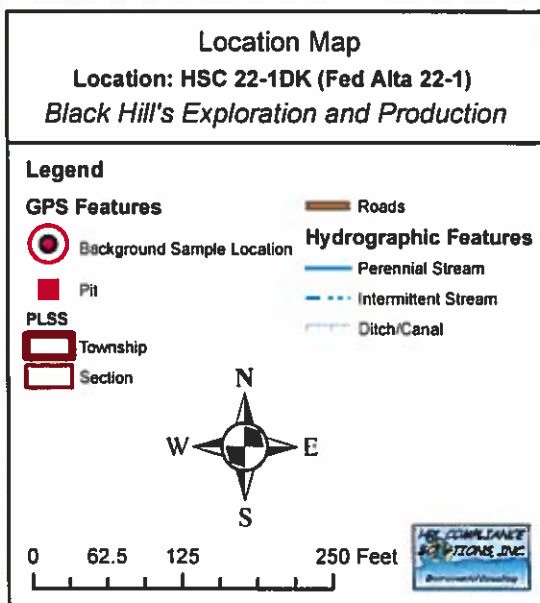 Location Map
Location: HSC 22-1DK (Fed Alta 22-1)
Black Hill's Exploration and Production
Legend
GPS Features
Background Sample Location
Pit
PLSS
Township
Section
Roads
Hydrographic Features
Perennial Stream
Intermittent Stream
Ditch/Canal
N
W E
S
0 62.5 125 250 Feet
COMPLIANCE
INC.